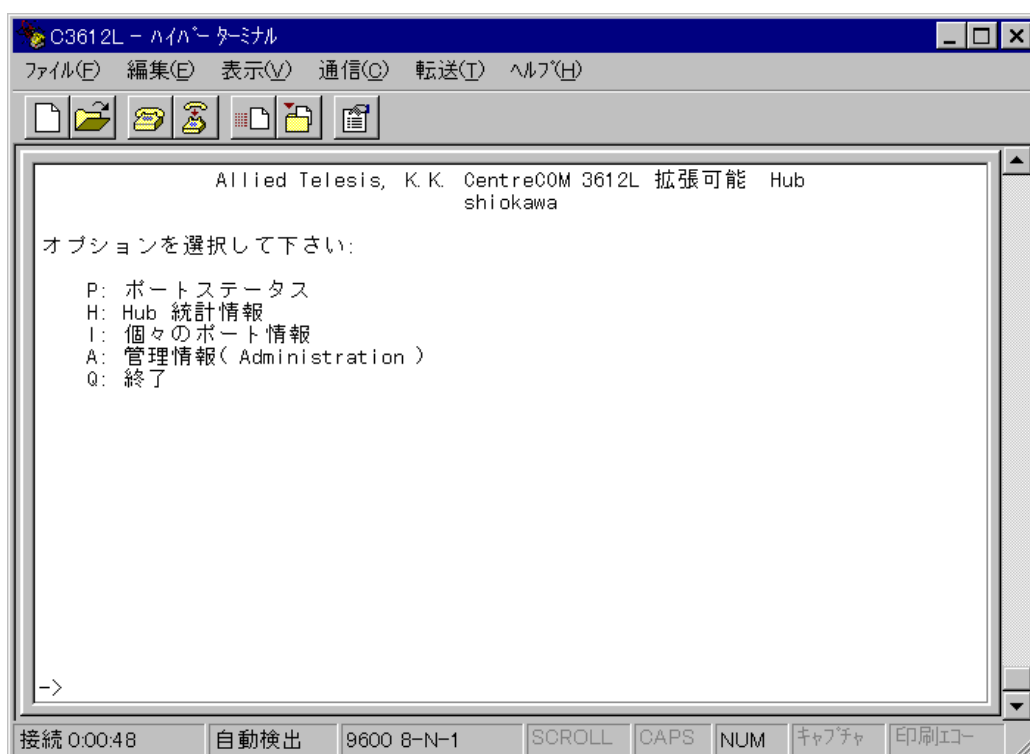 C3612L - ﾊｲﾊﾟｰ ﾀｰﾐﾅﾙ
ﾌｧｲﾙ(F) 編集(E) 表示(V) 通信(C) 転送(T) ﾍﾙﾌﾟ(H)
Allied Telesis, K.K. CentreCOM 3612L 拡張可能 Hub
shiokawa
オプションを選択して下さい:
P: ポートステータス
H: Hub 統計情報
I: 個々のポート情報
A: 管理情報( Administration )
Q: 終了
->
接続 0:00:48 自動検出 9600 8-N-1 SCROLL CAPS NUM ｷｬﾌﾟﾁｬ 印刷ｴｺｰ